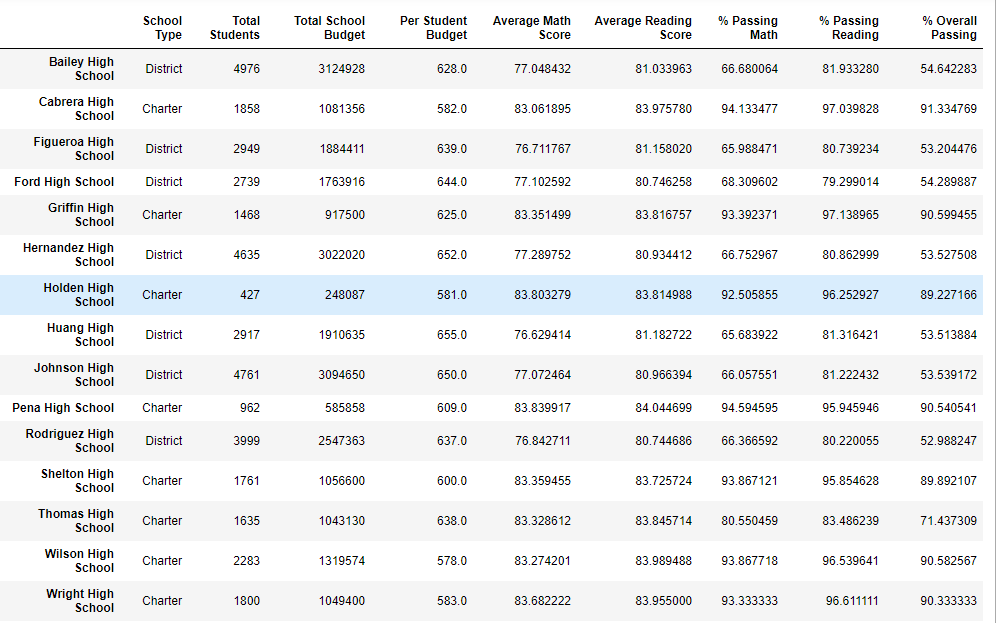 School Type Total Students Total School Budget Per Student Budget Average Math Score Average Reading Score % Passing Math % Passing Reading % Overall Passing
Bailey High School District 4976 3124928 628.0 77.048432 81.033963 66.680064 81.933280 54.642283
Cabrera High School Charter 1858 1081356 582.0 83.061895 83.975780 94.133477 97.039828 91.334769
Figueroa High School District 2949 1884411 639.0 76.711767 81.158020 65.988471 80.739234 53.204476
Ford High School District 2739 1763916 644.0 77.102592 80.746258 68.309602 79.299014 54.289887
Griffin High School Charter 1468 917500 625.0 83.351499 83.816757 93.392371 97.138965 90.599455
Hernandez High School District 4635 3022020 652.0 77.289752 80.934412 66.752967 80.862999 53.527508
Holden High School Charter 427 248087 581.0 83.803279 83.814988 92.505855 96.252927 89.227166
Huang High School District 2917 1910635 655.0 76.629414 81.182722 65.683922 81.316421 53.513884
Johnson High School District 4761 3094650 650.0 77.072464 80.966394 66.057551 81.222432 53.539172
Pena High School Charter 962 585858 609.0 83.839917 84.044699 94.594595 95.945946 90.540541
Rodriguez High School District 3999 2547363 637.0 76.842711 80.744686 66.366592 80.220055 52.988247
Shelton High School Charter 1761 1056600 600.0 83.359455 83.725724 93.867121 95.854628 89.892107
Thomas High School Charter 1635 1043130 638.0 83.328612 83.845714 80.550459 83.486239 71.437309
Wilson High School Charter 2283 1319574 578.0 83.274201 83.989488 93.867718 96.539641 90.582567
Wright High School Charter 1800 1049400 583.0 83.682222 83.955000 93.333333 96.611111 90.333333